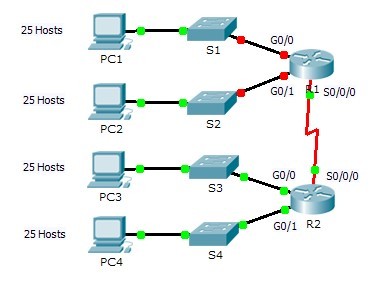 25 Hosts
PC1
S1
G0/0
25 Hosts
PC2
S2
G0/1
R1
S0/0/0
25 Hosts
PC3
S3
G0/0
S0/0/0
25 Hosts
PC4
S4
G0/1
R2